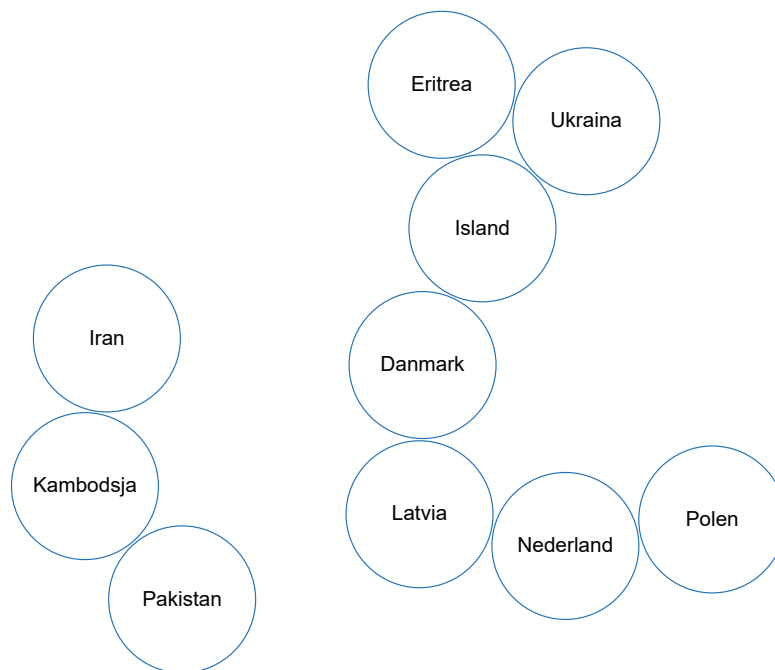 Eritrea
Ukraina
Island
Iran
Danmark
Kambodsja
Latvia
Polen
Nederland
Pakistan